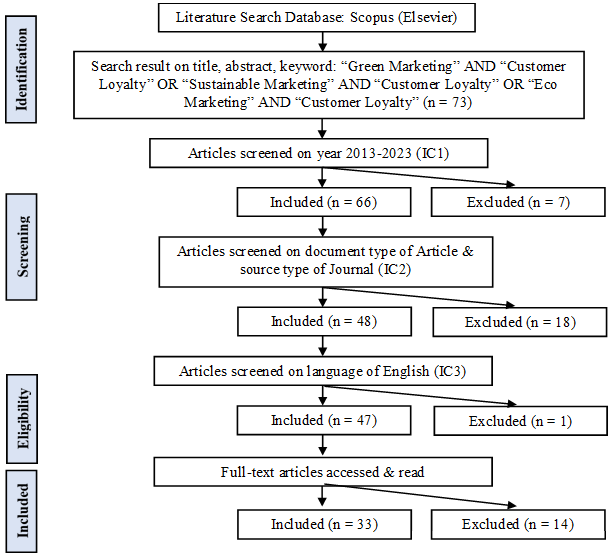 Identification
Literature Search Database: Scopus (Elsevier)
Search result on title, abstract, keyword: “Green Marketing” AND “Customer
Loyalty” OR “Sustainable Marketing” AND “Customer Loyalty” OR “Eco
Marketing” AND “Customer Loyalty” (n = 73)
Articles screened on year 2013-2023 (IC1)
Screening
Included (n = 66)
Excluded (n = 7)
Articles screened on document type of Article &
source type of Journal (IC2)
Included (n = 48)
Excluded (n = 18)
Eligibility
Articles screened on language of English (IC3)
Included (n = 47)
Excluded (n = 1)
Included
Full-text articles accessed & read
Included (n = 33)
Excluded (n = 14)